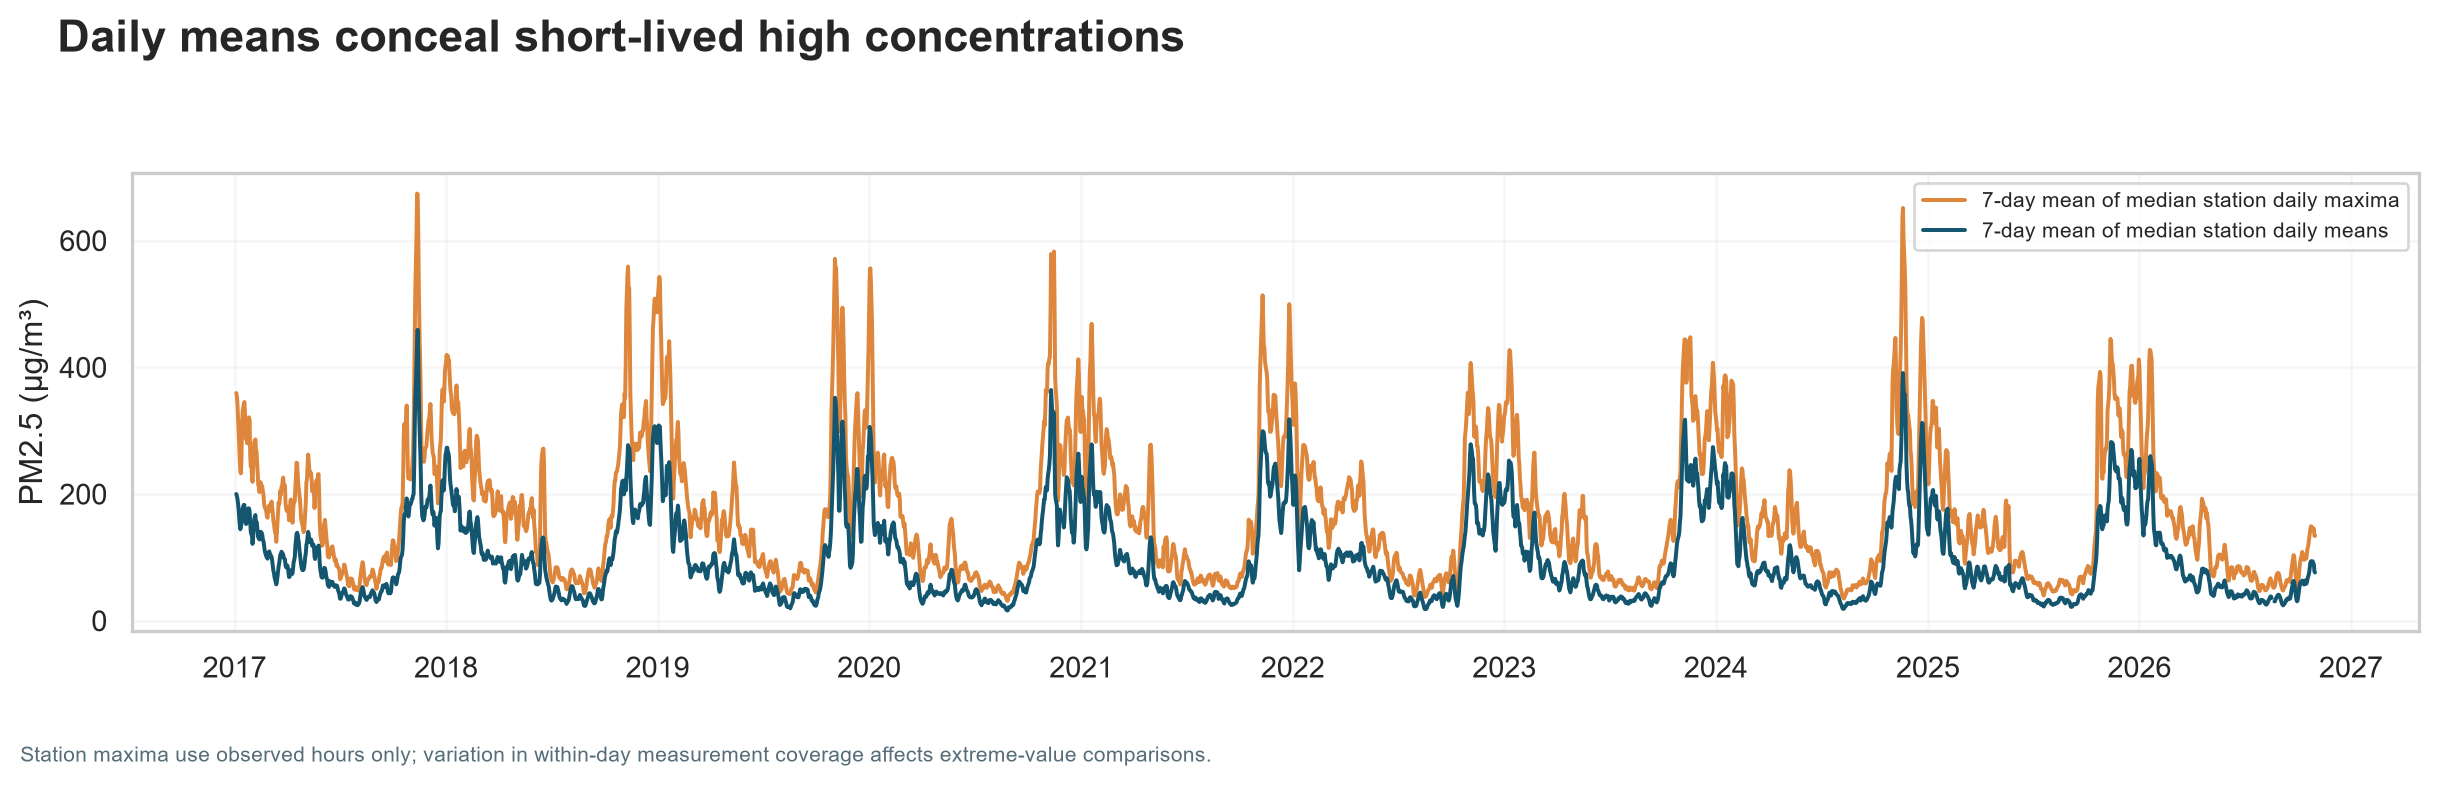 Daily means conceal short-lived high concentrations
7-day mean of median station daily maxima
7-day mean of median station daily means
PM2.5 (µg/m³)
600
400
200
0
2017 2018 2019 2020 2021 2022 2023 2024 2025 2026 2027
Station maxima use observed hours only; variation in within-day measurement coverage affects extreme-value comparisons.